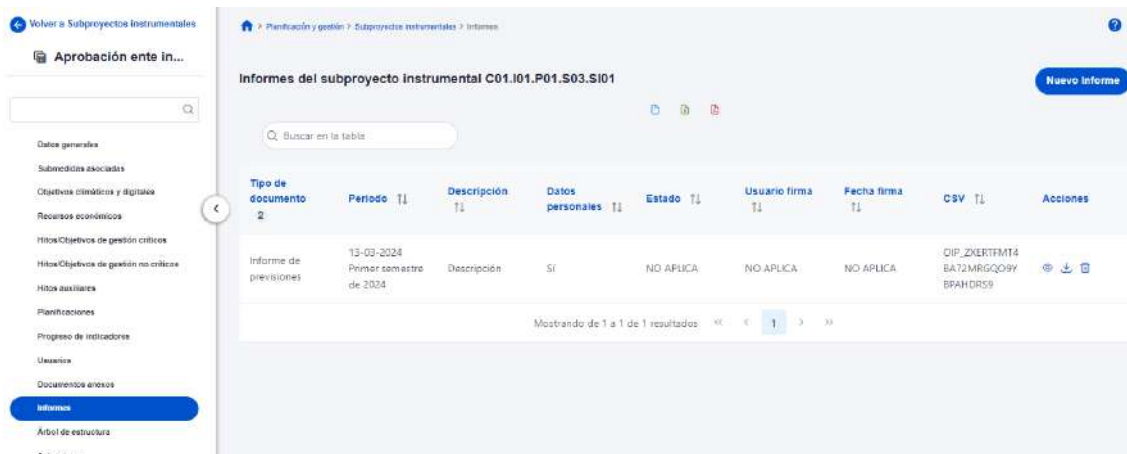 Volver a Subproyectos instrumentales
Aprobación ente in...
Datos generales
Submedidas asociadas
Objetivos climáticos y digitales
Recursos económicos
Hitos/Objetivos de gestión críticos
Hitos/Objetivos de gestión no críticos
Hitos auxiliares
Planificaciones
Progreso de indicadores
Usuarios
Documentos anexos
Informes
Árbol de estructura
> Planificación y gestión > Subproyectos instrumentales > Informes
Informes del subproyecto instrumental C01.I01.P01.S03.SI01
Nuevo Informe
Buscar en la tabla
Tipo de documento 2 Periodo Descripción Datos personales Estado Usuario firma Fecha firma CSV Acciones
Informe de previsiones
13-03-2024
Primer semestre
de 2024
Descripción
Sí
NO APLICA
NO APLICA
NO APLICA
Mostrando de 1 a 1 de 1 resultados << < 1 > >>